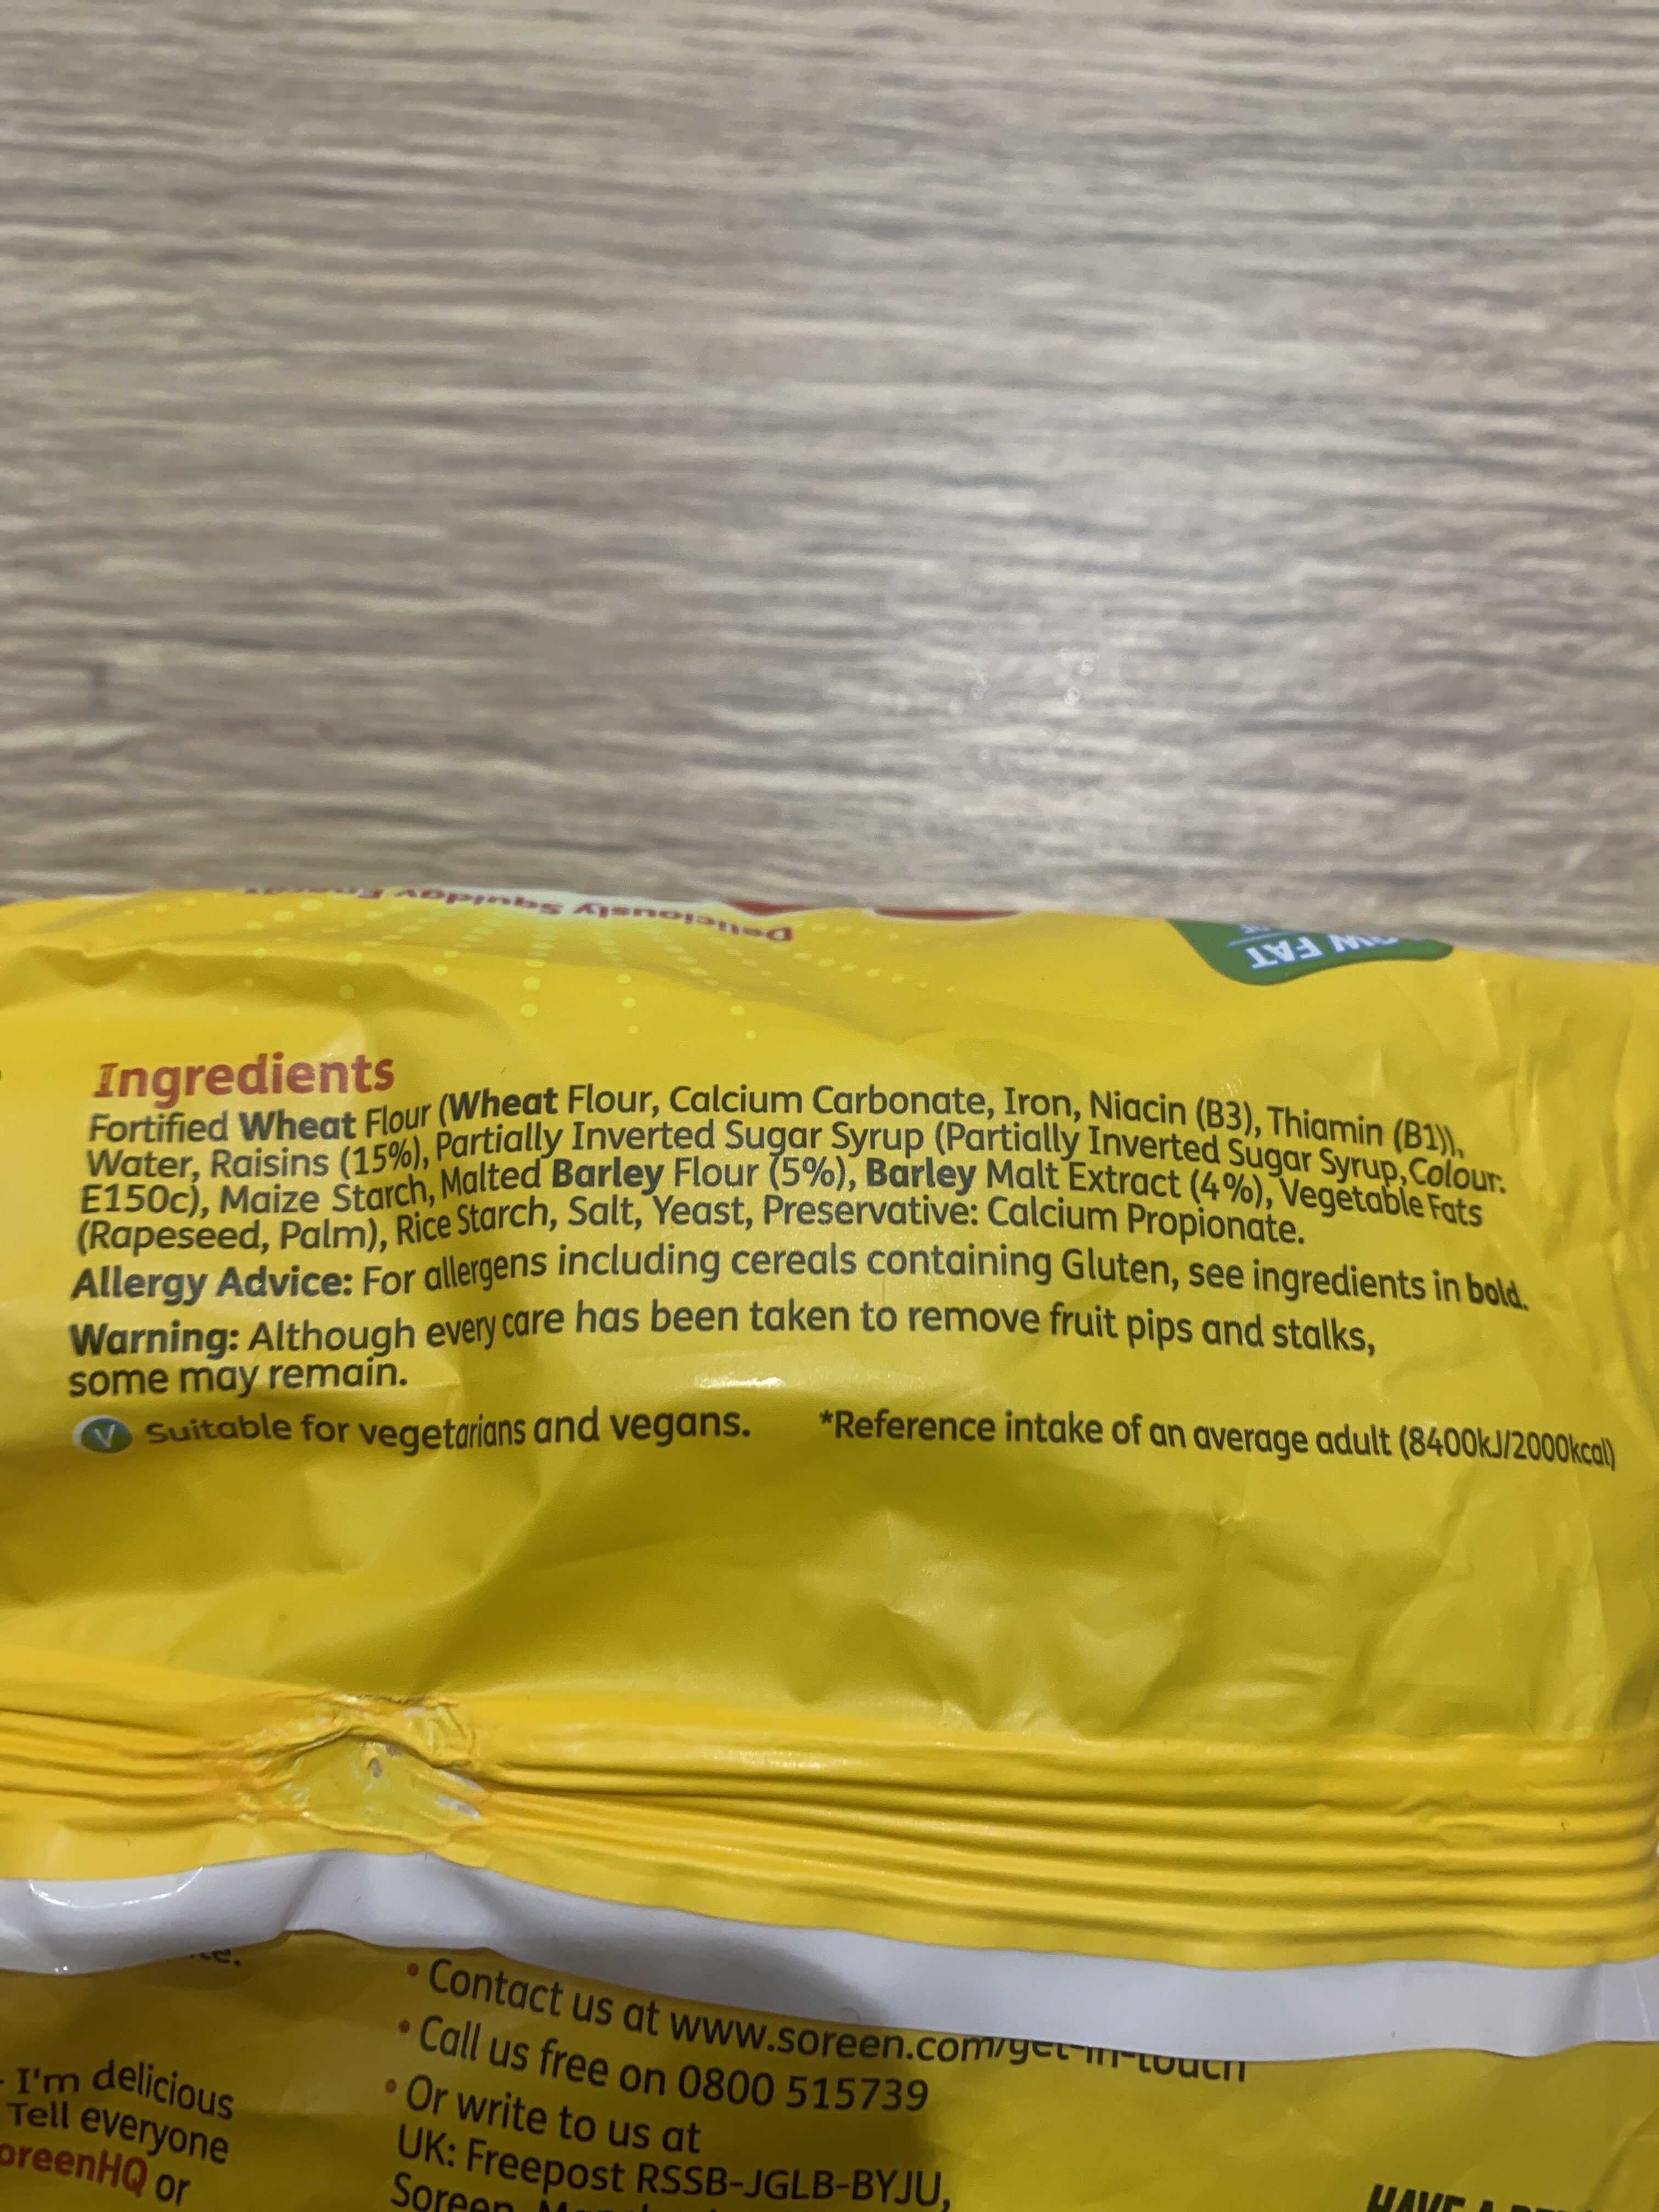 Deliciously Squidgy Energy
LOW FAT
Ingredients
Fortified Wheat Flour (Wheat Flour, Calcium Carbonate, Iron, Niacin (B3), Thiamin (B1)),
Water, Raisins (15%), Partially Inverted Sugar Syrup (Partially Inverted Sugar Syrup, Colour:
E150c), Maize Starch, Malted Barley Flour (5%), Barley Malt Extract (4%), Vegetable Fats
(Rapeseed, Palm), Rice Starch, Salt, Yeast, Preservative: Calcium Propionate.
Allergy Advice: For allergens including cereals containing Gluten, see ingredients in bold.
Warning: Although every care has been taken to remove fruit pips and stalks,
some may remain.
V Suitable for vegetarians and vegans. *Reference intake of an average adult (8400kJ/2000kcal)
• Contact us at www.soreen.com/get-in-touch
• Call us free on 0800 515739
• Or write to us at
UK: Freepost RSSB-JGLB-BYJU,
Soreen,
- I'm delicious
Tell everyone
oreenHQ or
HAVE A